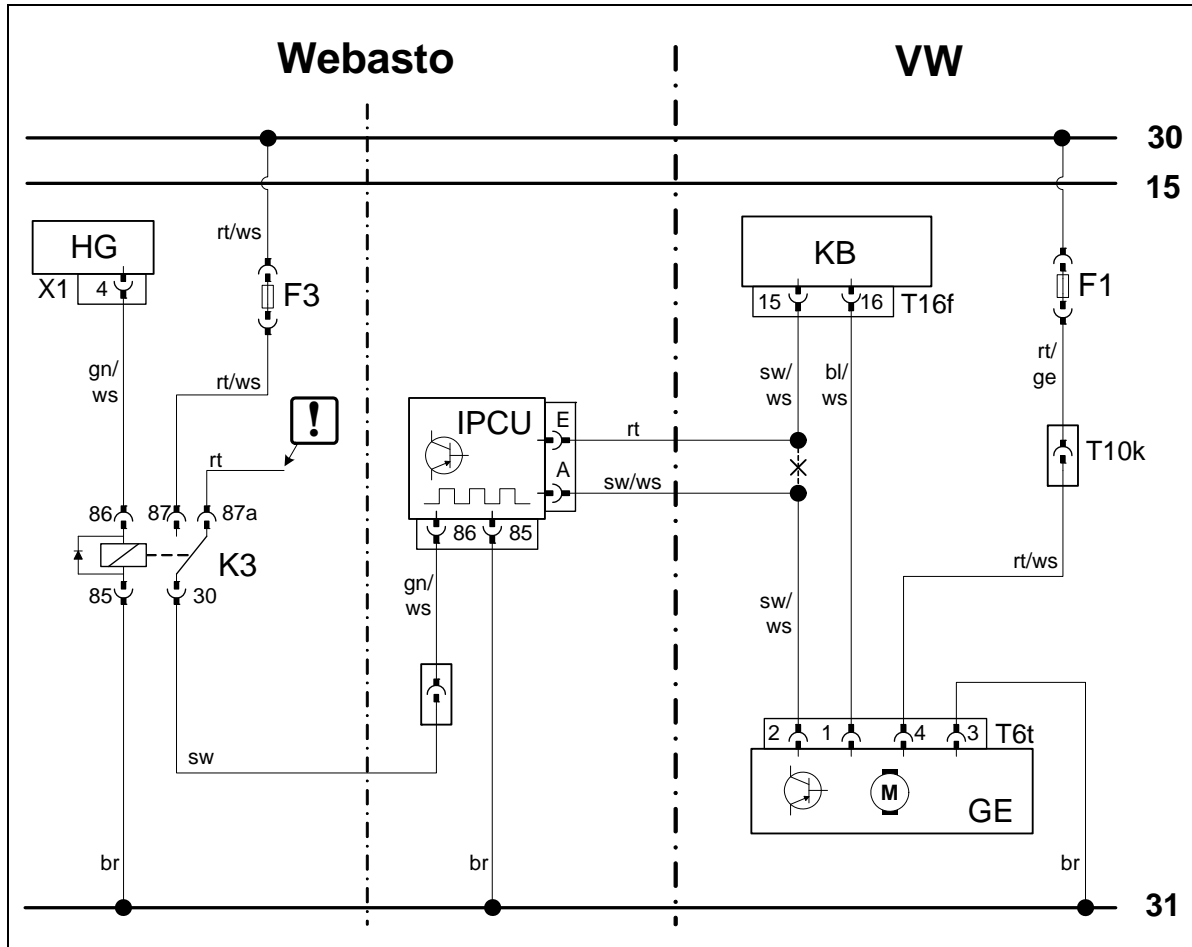 Webasto
VW
30
15
rt/ws
HG
KB
X1
4
F3
15
16
T16f
F1
gn/
ws
rt/ws
sw/
ws
bl/
ws
rt/
ge
!
IPCU
E
rt
T10k
rt
A
sw/ws
86
87
87a
86
85
K3
rt/ws
85
30
gn/
ws
sw/
ws
sw
2
1
4
3
T6t
M
GE
br
br
br
31